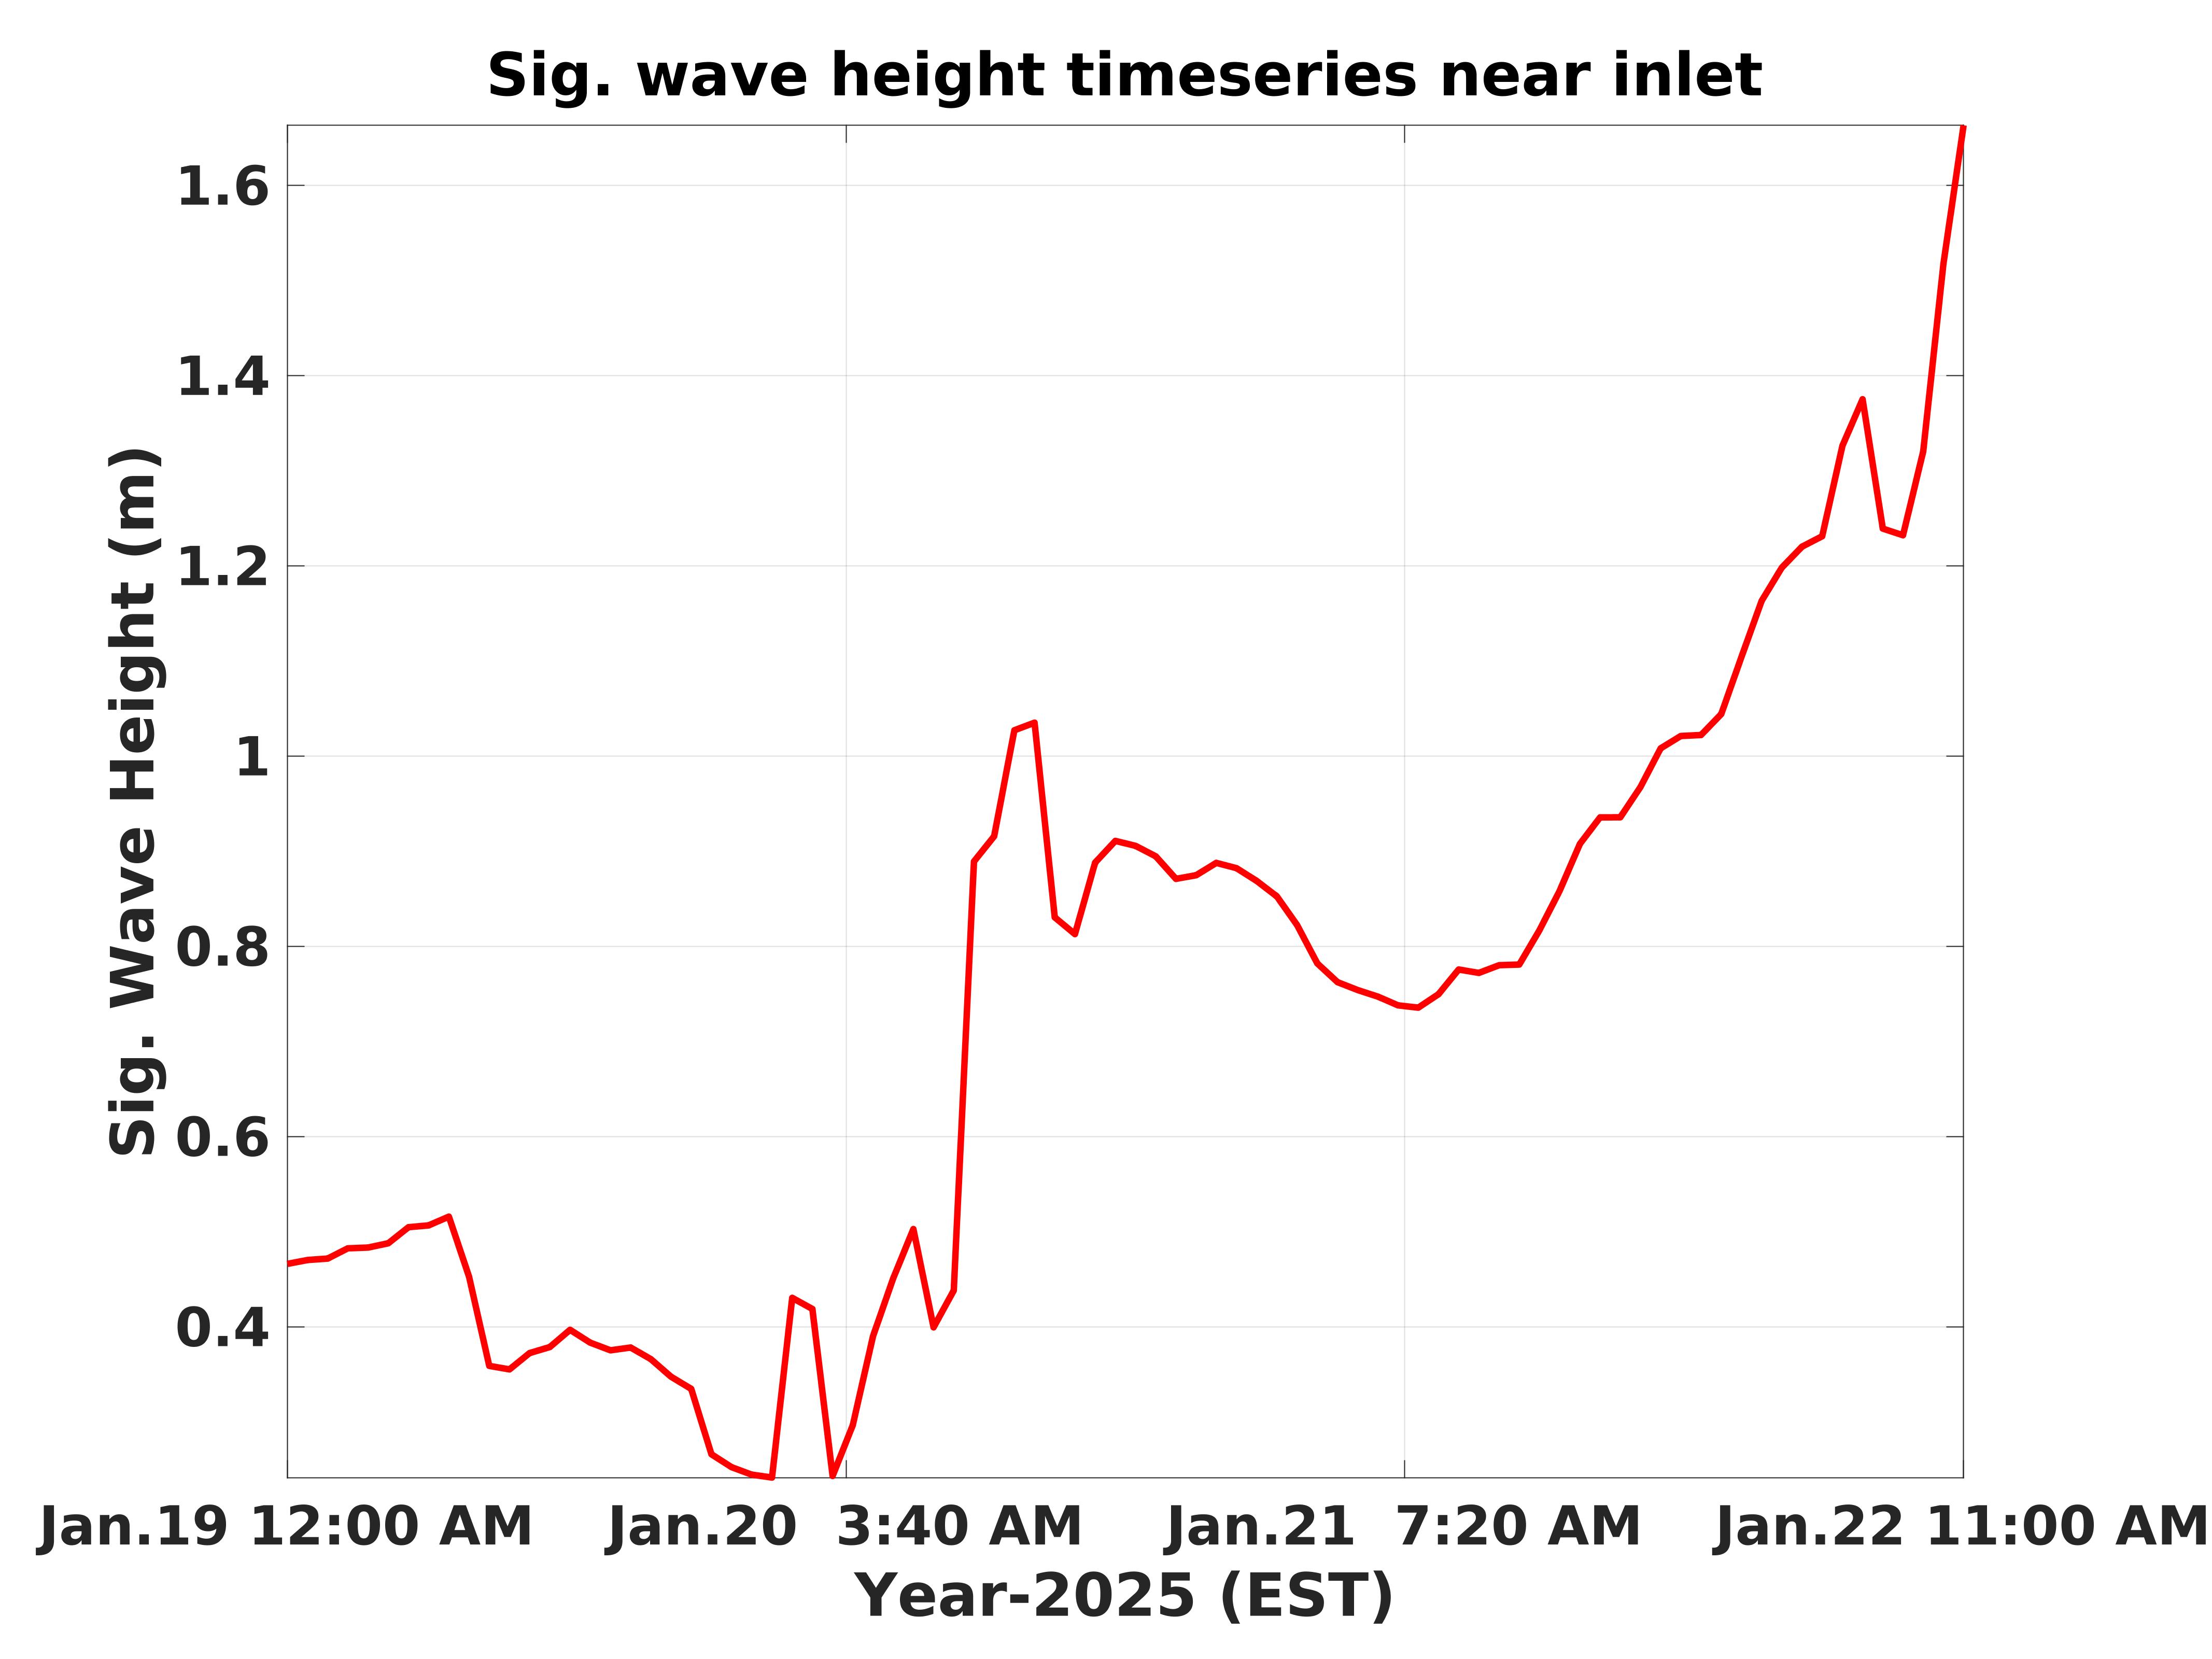 Sig. wave height timeseries near inlet
Sig. Wave Height (m)
1.6
1.4
1.2
1
0.8
0.6
0.4
Jan.19 12:00 AM Jan.20 3:40 AM Jan.21 7:20 AM Jan.22 11:00 AM
Year-2025 (EST)